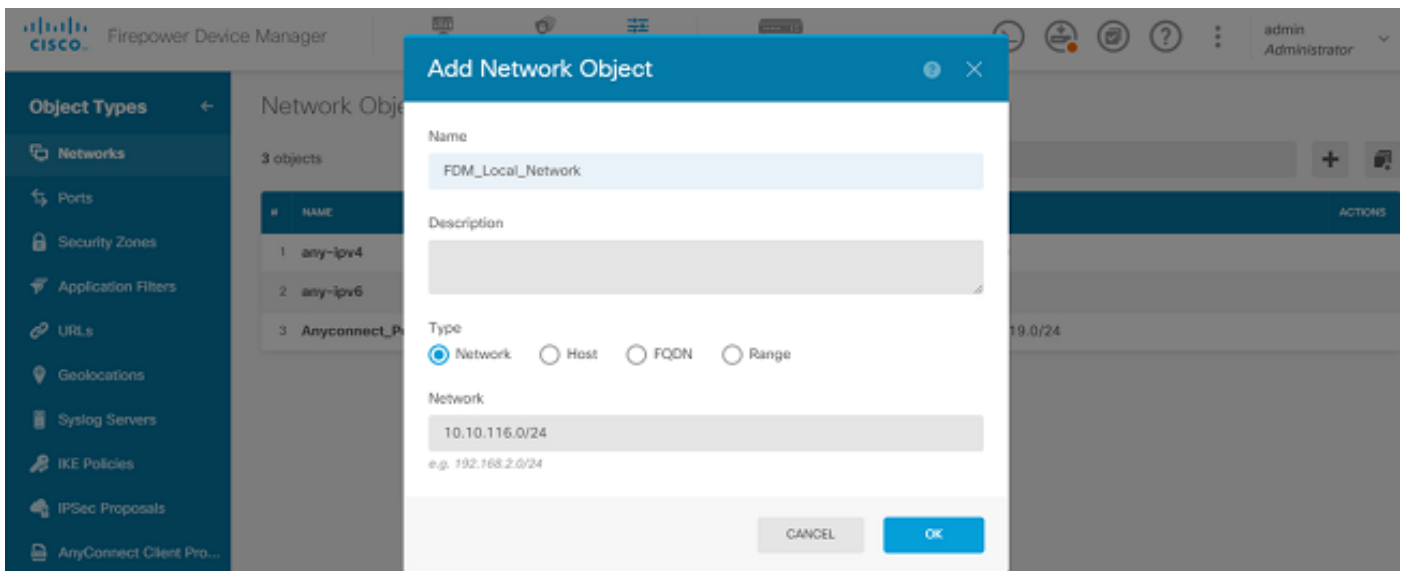 CISCO
Firepower Device Manager
admin
Administrator
Object Types
Networks
Ports
Security Zones
Application Filters
URLs
Geolocations
Syslog Servers
IKE Policies
IPSec Proposals
AnyConnect Client Pro...
Network Obje
3 objects
# NAME ACTIONS
1 any-ipv4
2 any-ipv6
3 Anyconnect_P 19.0/24
Add Network Object
Name
FDM_Local_Network
Description
Type
Network Host FQDN Range
Network
10.10.116.0/24
e.g. 192.168.2.0/24
CANCEL OK